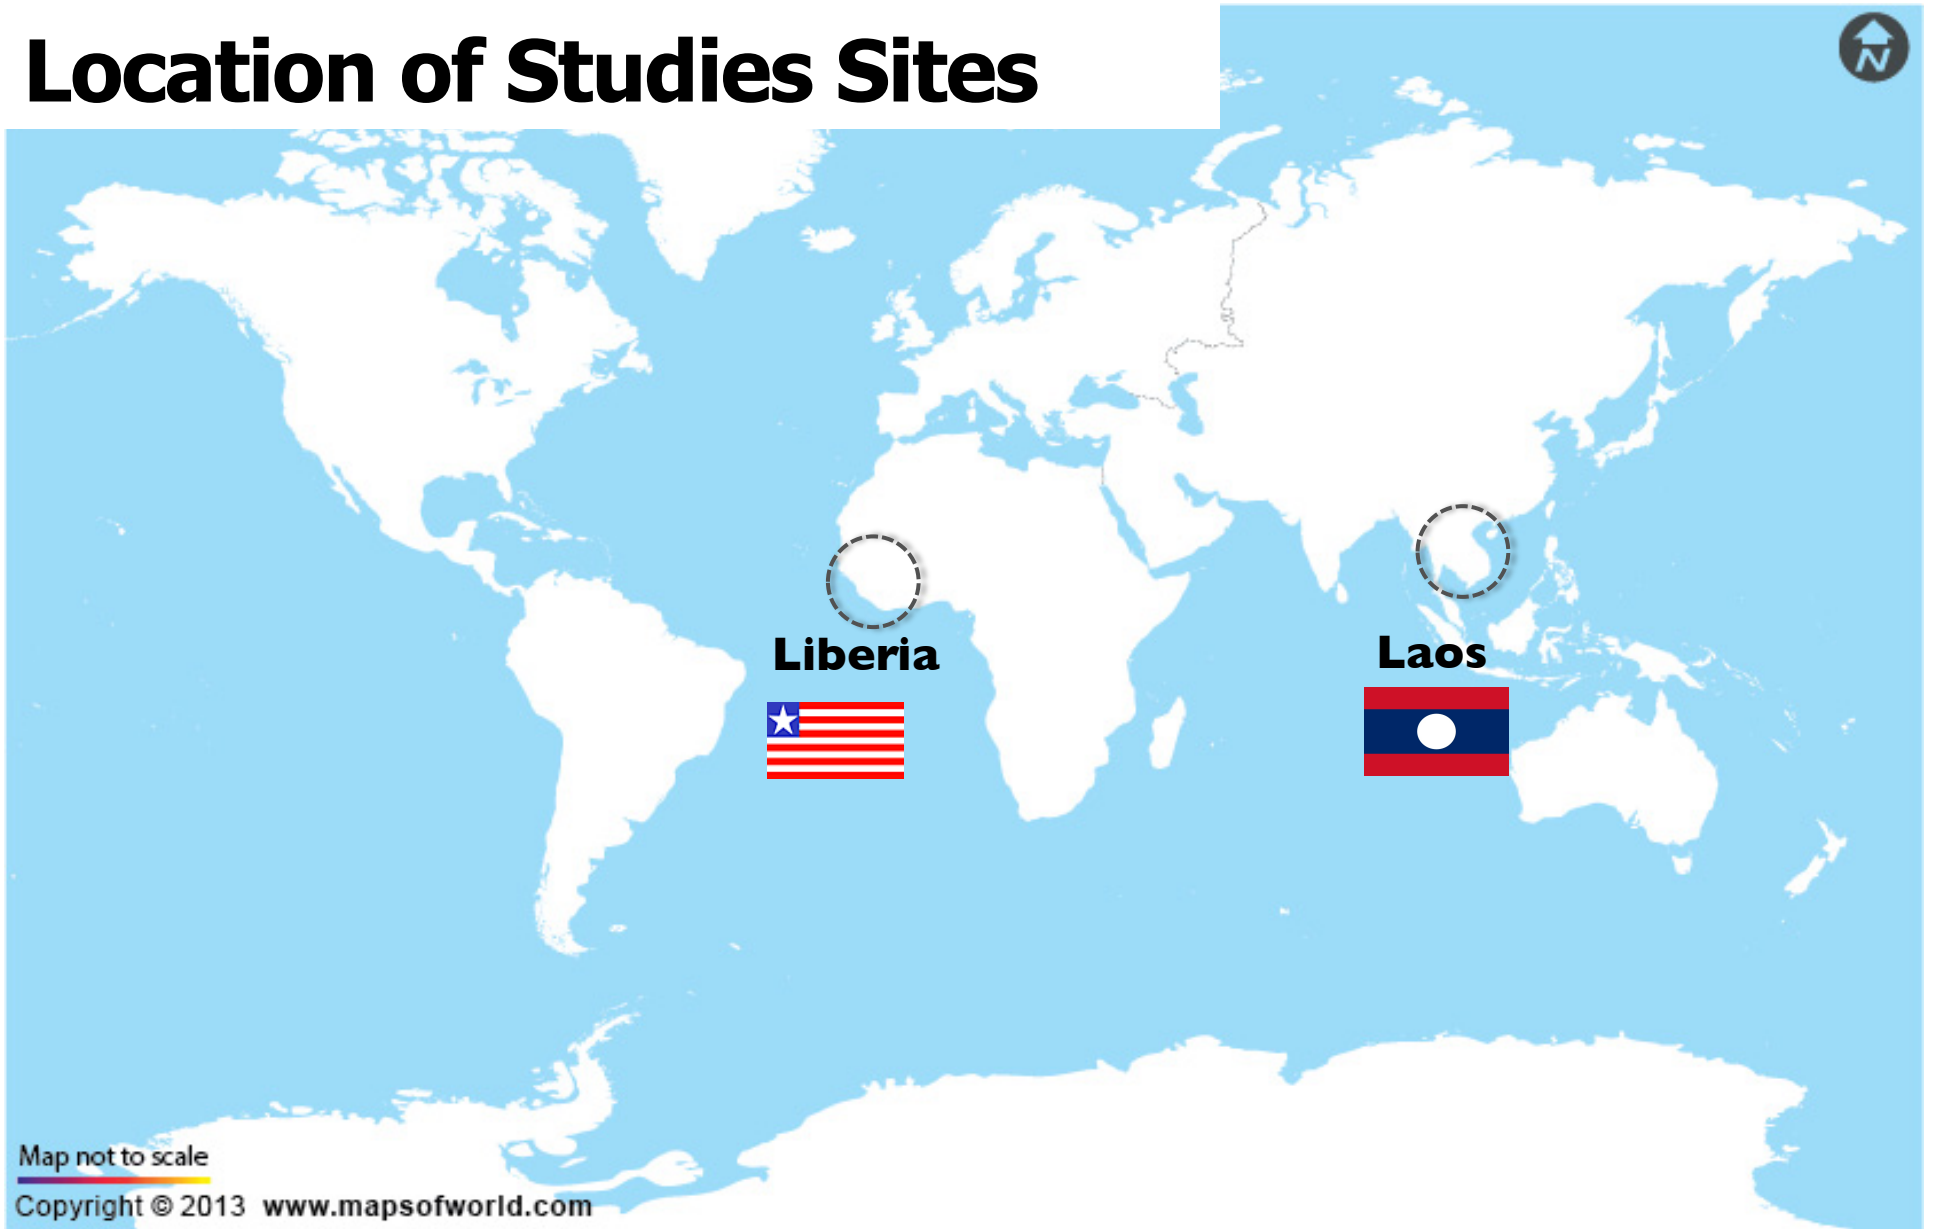 Location of Studies Sites
N
Liberia
Laos
Map not to scale
Copyright © 2013 www.mapsofworld.com